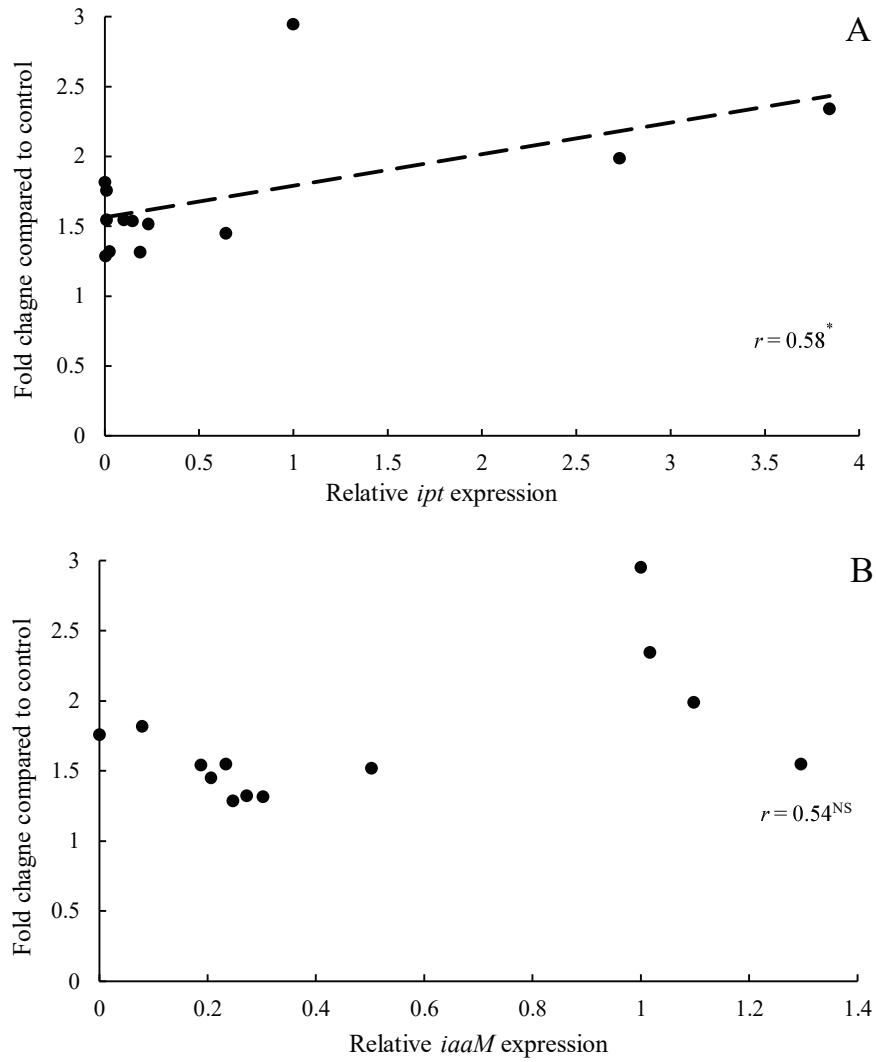 A
3
2.5
2
1.5
1
0.5
0
Fold chagne compared to control
r = 0.58*
0 0.5 1 1.5 2 2.5 3 3.5 4
Relative ipt expression
B
3
2.5
2
1.5
1
0.5
0
Fold chagne compared to control
r = 0.54NS
0 0.2 0.4 0.6 0.8 1 1.2 1.4
Relative iaaM expression